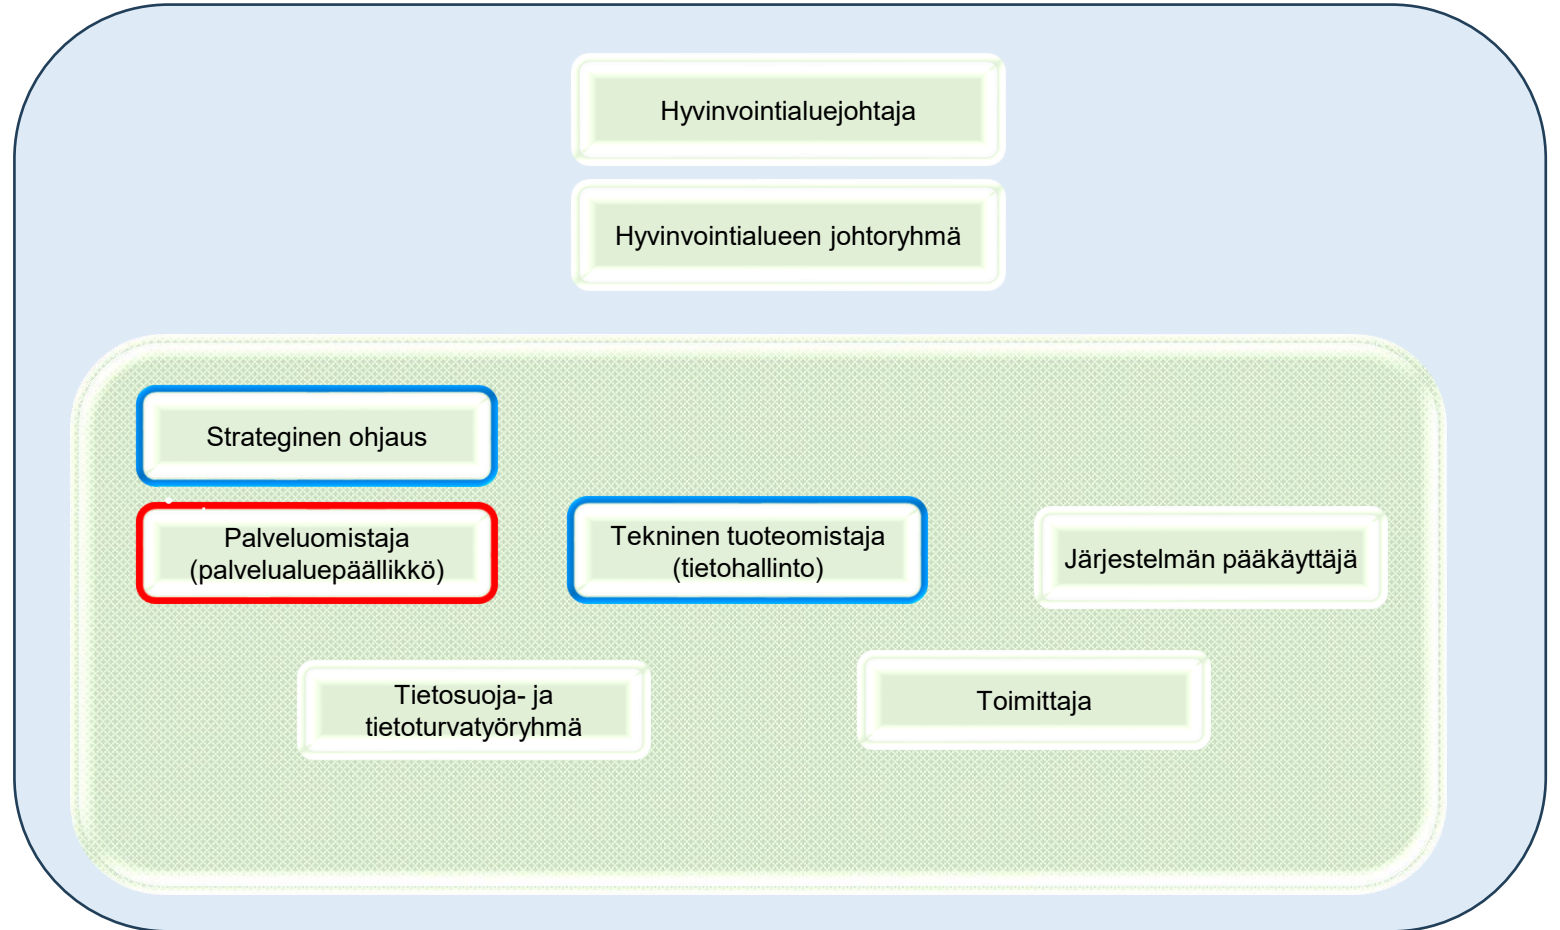 Hyvinvointialuejohtaja
Hyvinvointialueen johtoryhmä
Strateginen ohjaus
Palveluomistaja
(palvelualuepäällikkö)
Tekninen tuoteomistaja
(tietohallinto)
Järjestelmän pääkäyttäjä
Tietosuoja- ja
tietoturvatyöryhmä
Toimittaja